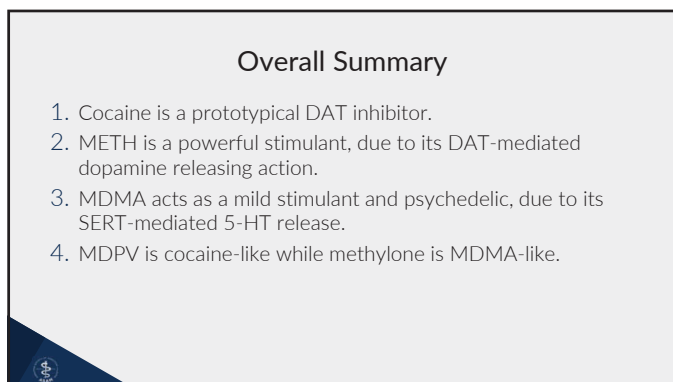 Overall Summary
1. Cocaine is a prototypical DAT inhibitor.
2. METH is a powerful stimulant, due to its DAT-mediated
dopamine releasing action.
3. MDMA acts as a mild stimulant and psychedelic, due to its
SERT-mediated 5-HT release.
4. MDPV is cocaine-like while methylone is MDMA-like.